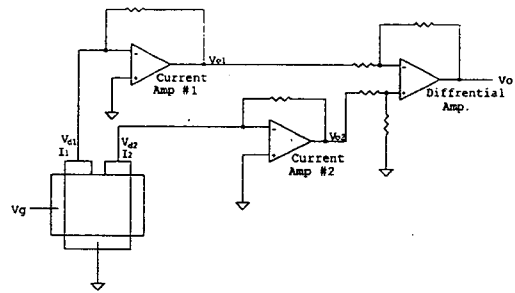 Vo1
Current
Amp #1
Vo
Diffrential
Amp.
Vd1
I1
Vd2
I2
Vo2
Current
Amp #2
Vg